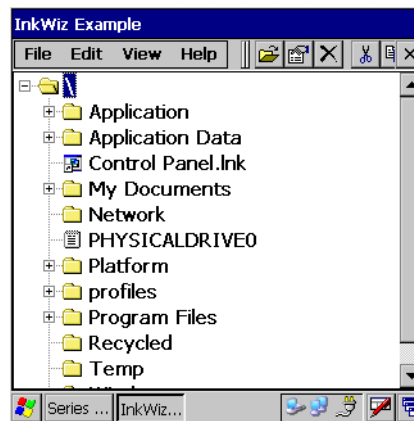 InkWiz Example
File Edit View Help
\
Application
Application Data
Control Panel.lnk
My Documents
Network
PHYSICALDRIVE0
Platform
profiles
Program Files
Recycled
Temp
Series ... InkWiz...